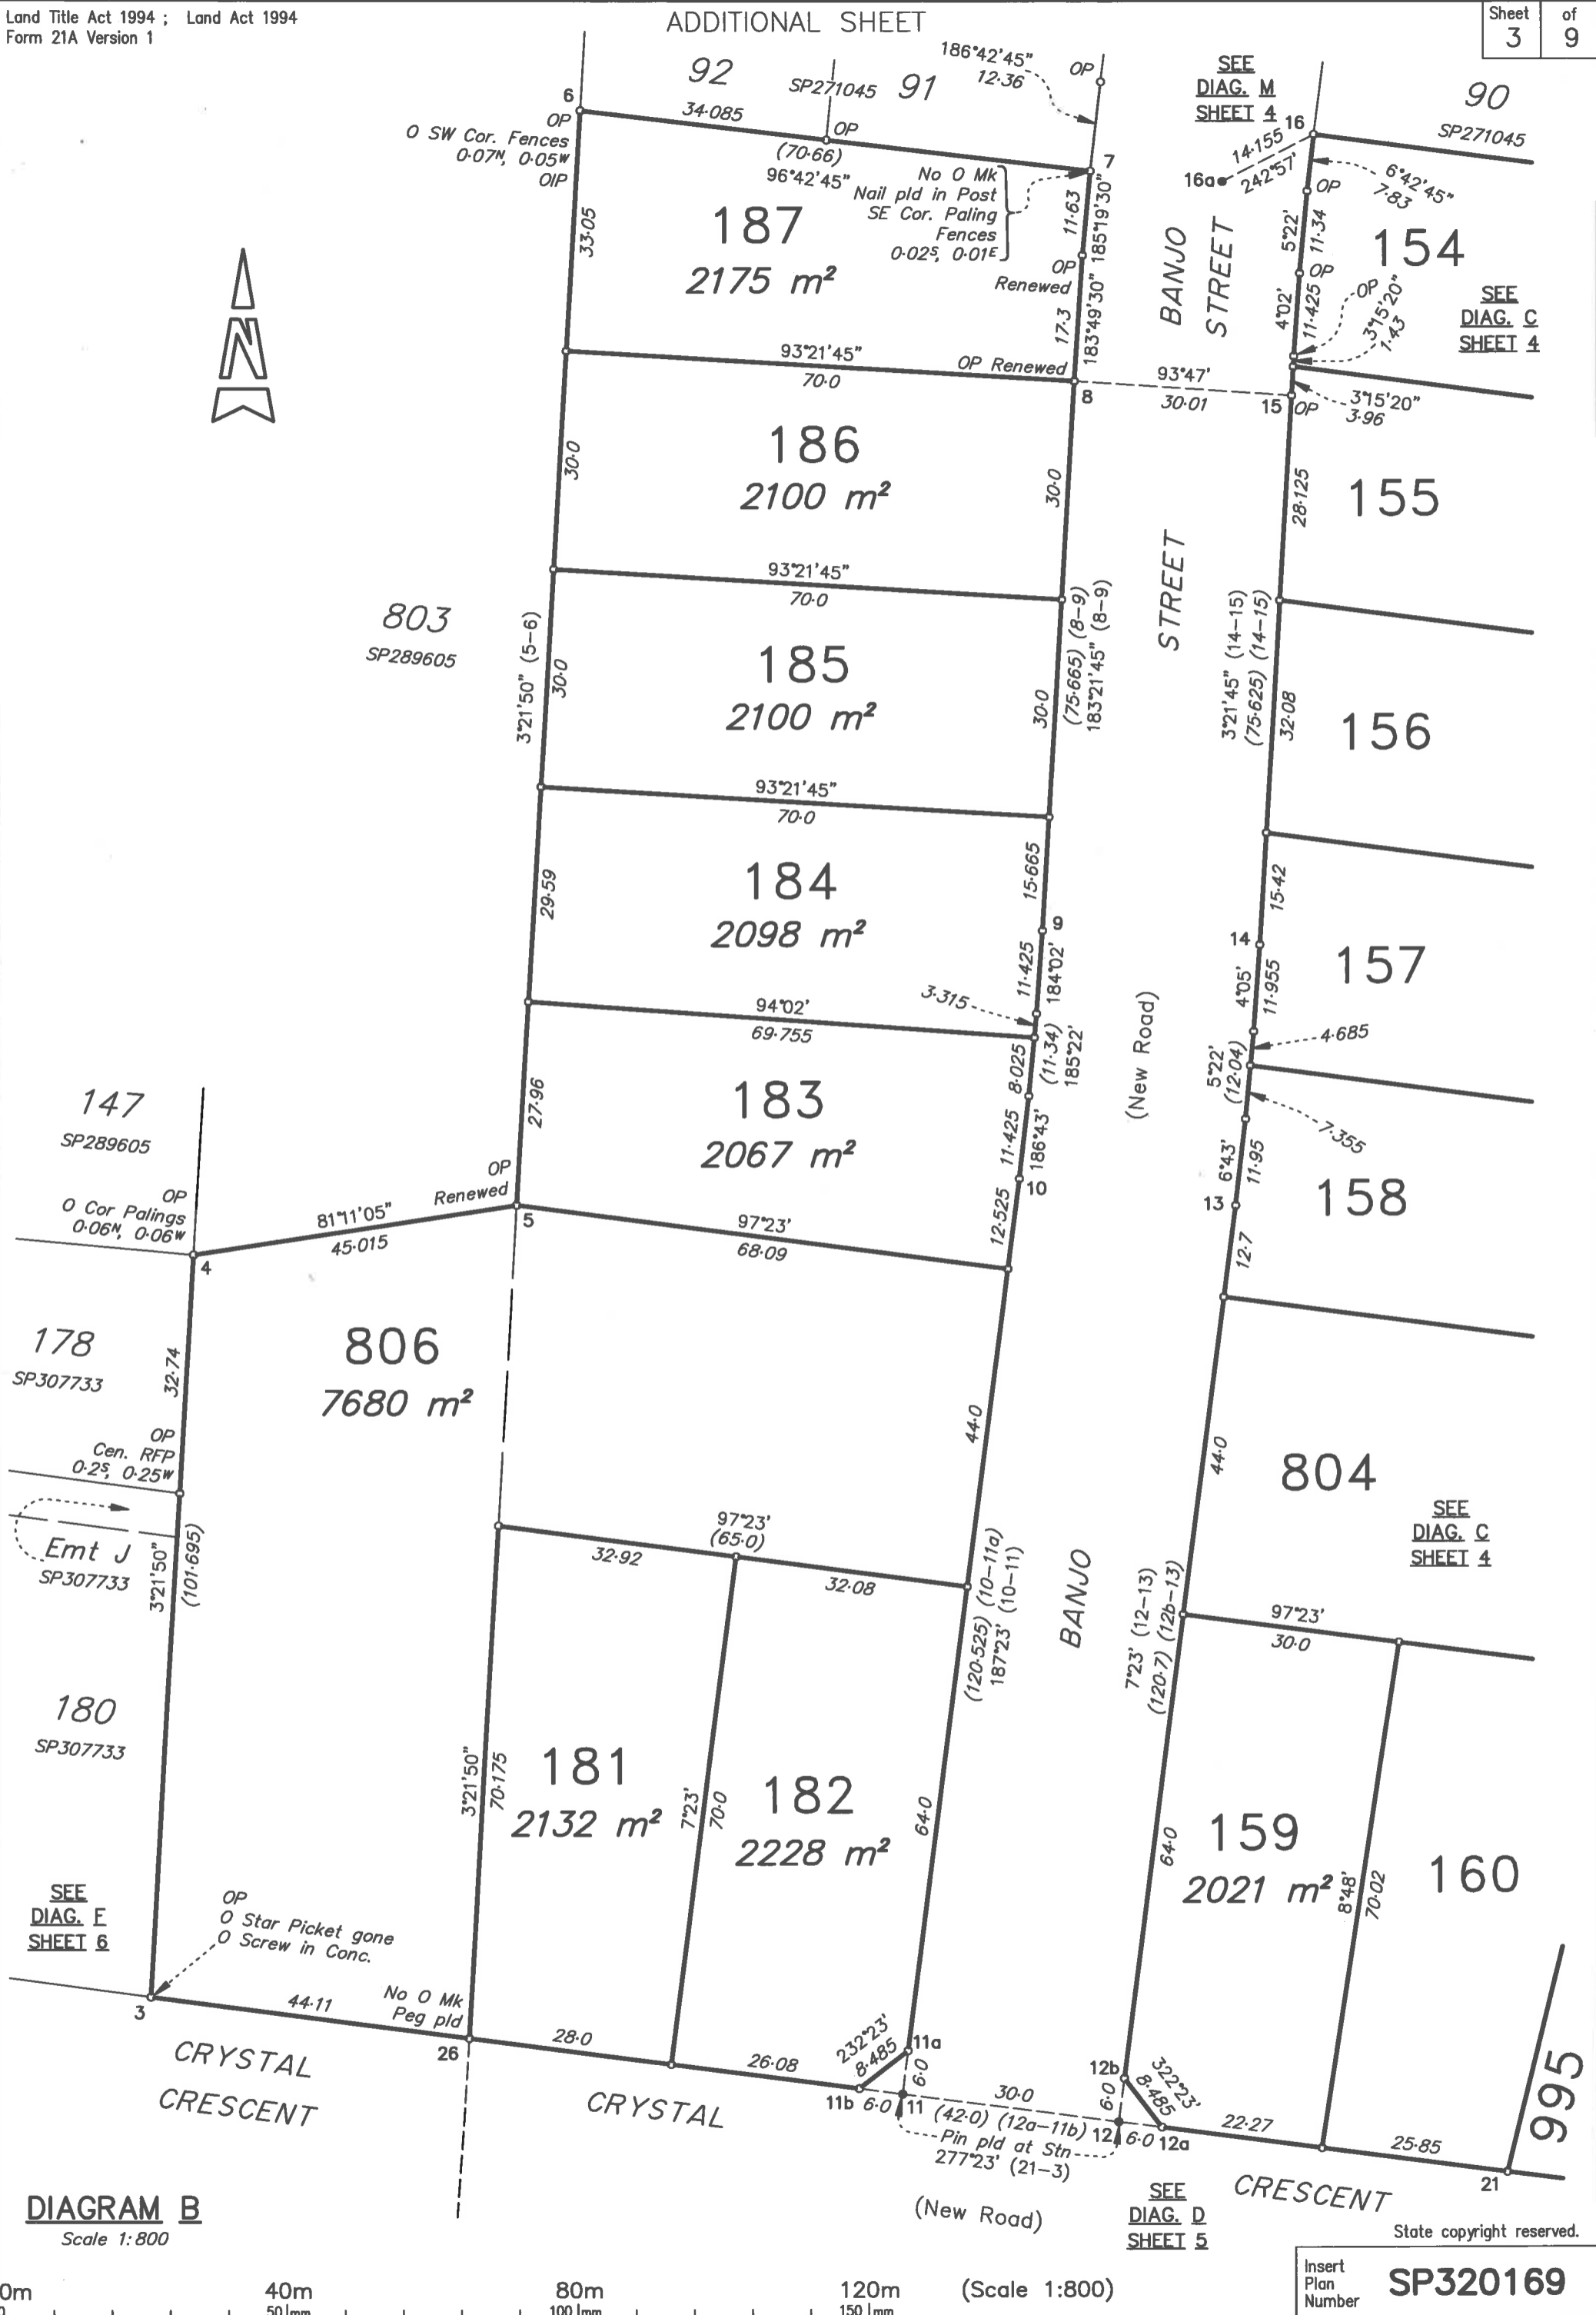 Land Title Act 1994 ; Land Act 1994
Form 21A Version 1
ADDITIONAL SHEET
Sheet of
3 9
92
SP271045
91
186°42'45"
12·36
OP
SEE
DIAG. M
SHEET 4
90
SP271045
6
OP
O SW Cor. Fences
0·07N, 0·05W
OIP
34·085
OP
(70·66)
96°42'45"
7
No O Mk
Nail pld in Post
SE Cor. Paling
Fences
0·02S, 0·01E
16
14·155
242°57'
16a
6°42'45"
7·83
OP
33·05
187
2175 m²
11·63
185°19'30"
OP
Renewed
17·3
183°49'30"
BANJO
STREET
5°22'
11·34
OP
154
4°02'
11·425
OP
3°15'20"
1·43
SEE
DIAG. C
SHEET 4
N
93°21'45"
70·0
OP Renewed
8
93°47'
30·01
15
OP
3°15'20"
3·96
30·0
186
2100 m²
30·0
28·125
155
STREET
93°21'45"
70·0
803
SP289605
3°21'50" (5-6)
30·0
185
2100 m²
30·0
(75·665) (8-9)
183°21'45" (8-9)
3°21'45" (14-15)
(75·625) (14-15)
32·08
156
93°21'45"
70·0
29·59
184
2098 m²
15·665
9
11·425
184°02'
3·315
15·42
14
157
4°05'
11·955
(New Road)
94°02'
69·755
4·685
27·96
183
2067 m²
8·025
(11·34)
185°22'
5°22'
(12·04)
7·355
11·425
186°43'
10
6°43'
11·95
13
158
147
SP289605
OP
O Cor Palings
0·06N, 0·06W
OP
Renewed
81°11'05"
45·015
4
5
97°23'
68·09
12·525
12·7
178
SP307733
32·74
806
7680 m²
44·0
44·0
804
OP
Cen. RFP
0·2S, 0·25W
SEE
DIAG. C
SHEET 4
Emt J
SP307733
3°21'50"
(101·695)
97°23'
(65·0)
32·92
32·08
(120·525) (10-11a)
187°23' (10-11)
BANJO
7°23' (12-13)
(120·7) (12b-13)
97°23'
30·0
180
SP307733
3°21'50"
70·175
181
2132 m²
7°23'
70·0
182
2228 m²
64·0
64·0
159
2021 m²
8°48'
70·02
160
SEE
DIAG. F
SHEET 6
OP
O Star Picket gone
O Screw in Conc.
3
44·11
No O Mk
Peg pld
26
28·0
26·08
232°23'
8·485
11a
6·0
11b
6·0
11
30·0
(42·0) (12a-11b)
Pin pld at Stn
277°23' (21-3)
12b
6·0
322°23'
8·485
12
6·0
12a
22·27
25·85
21
995
CRYSTAL
CRESCENT
CRYSTAL
(New Road)
SEE
DIAG. D
SHEET 5
CRESCENT
DIAGRAM B
Scale 1:800
State copyright reserved.
0m 40m 80m 120m (Scale 1:800)
0 50 mm 100 mm 150 mm
Insert
Plan
Number
SP320169